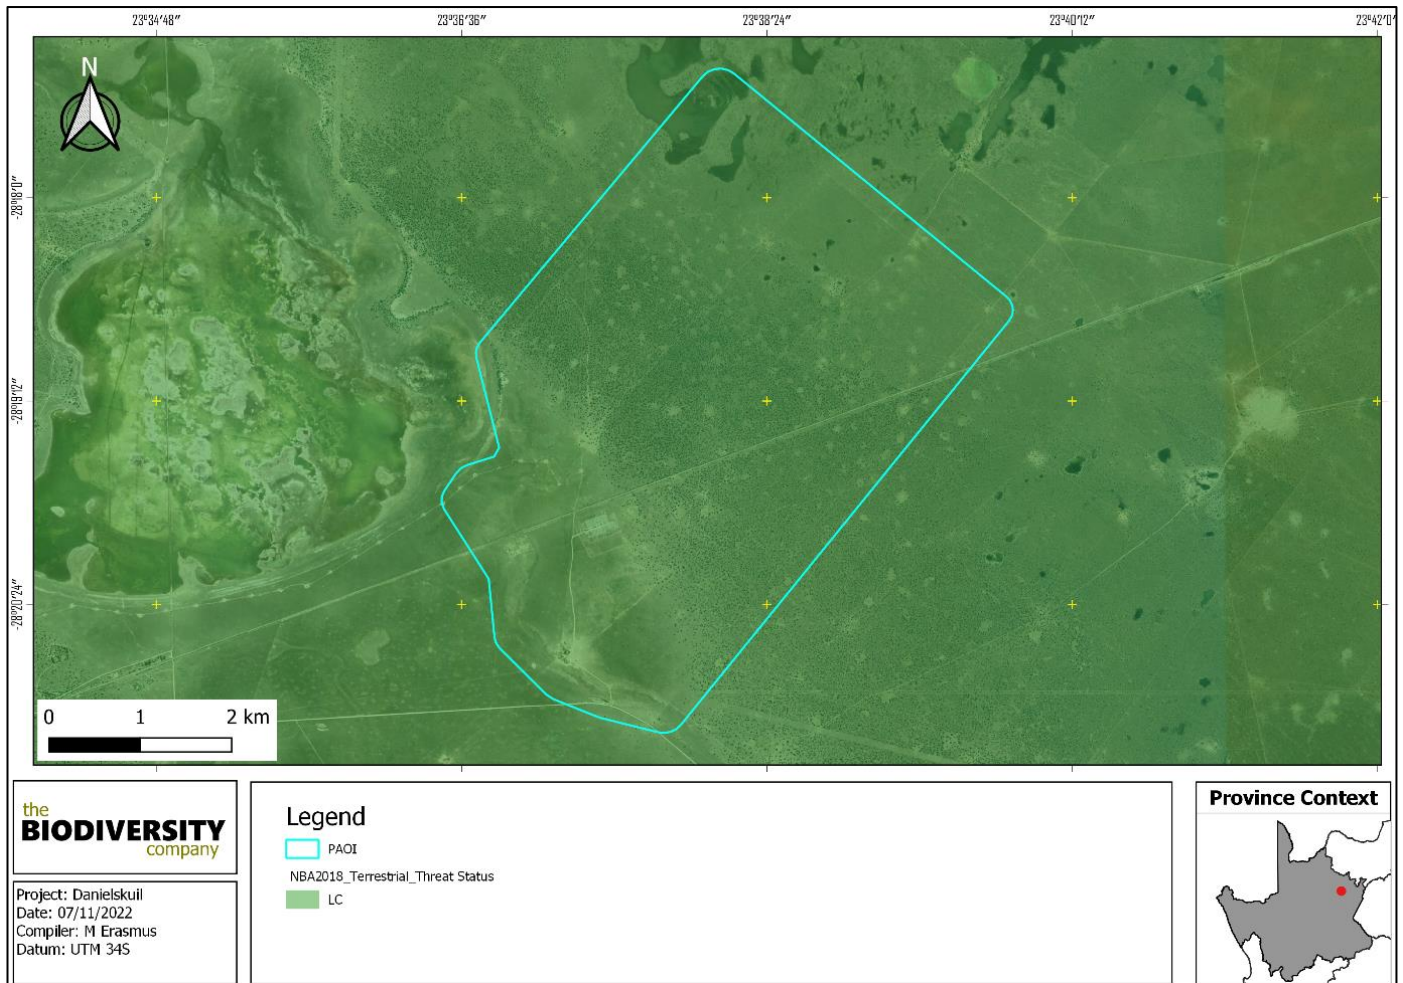 23°34'48"
23°36'36"
23°38'24"
23°40'12"
23°42'0"
N
-28°18'0"
-28°19'12"
-28°20'24"
0 1 2 km
the
BIODIVERSITY
company
Project: Danielskuil
Date: 07/11/2022
Compiler: M Erasmus
Datum: UTM 34S
Legend
PAOI
NBA2018_Terrestrial_Threat Status
LC
Province Context